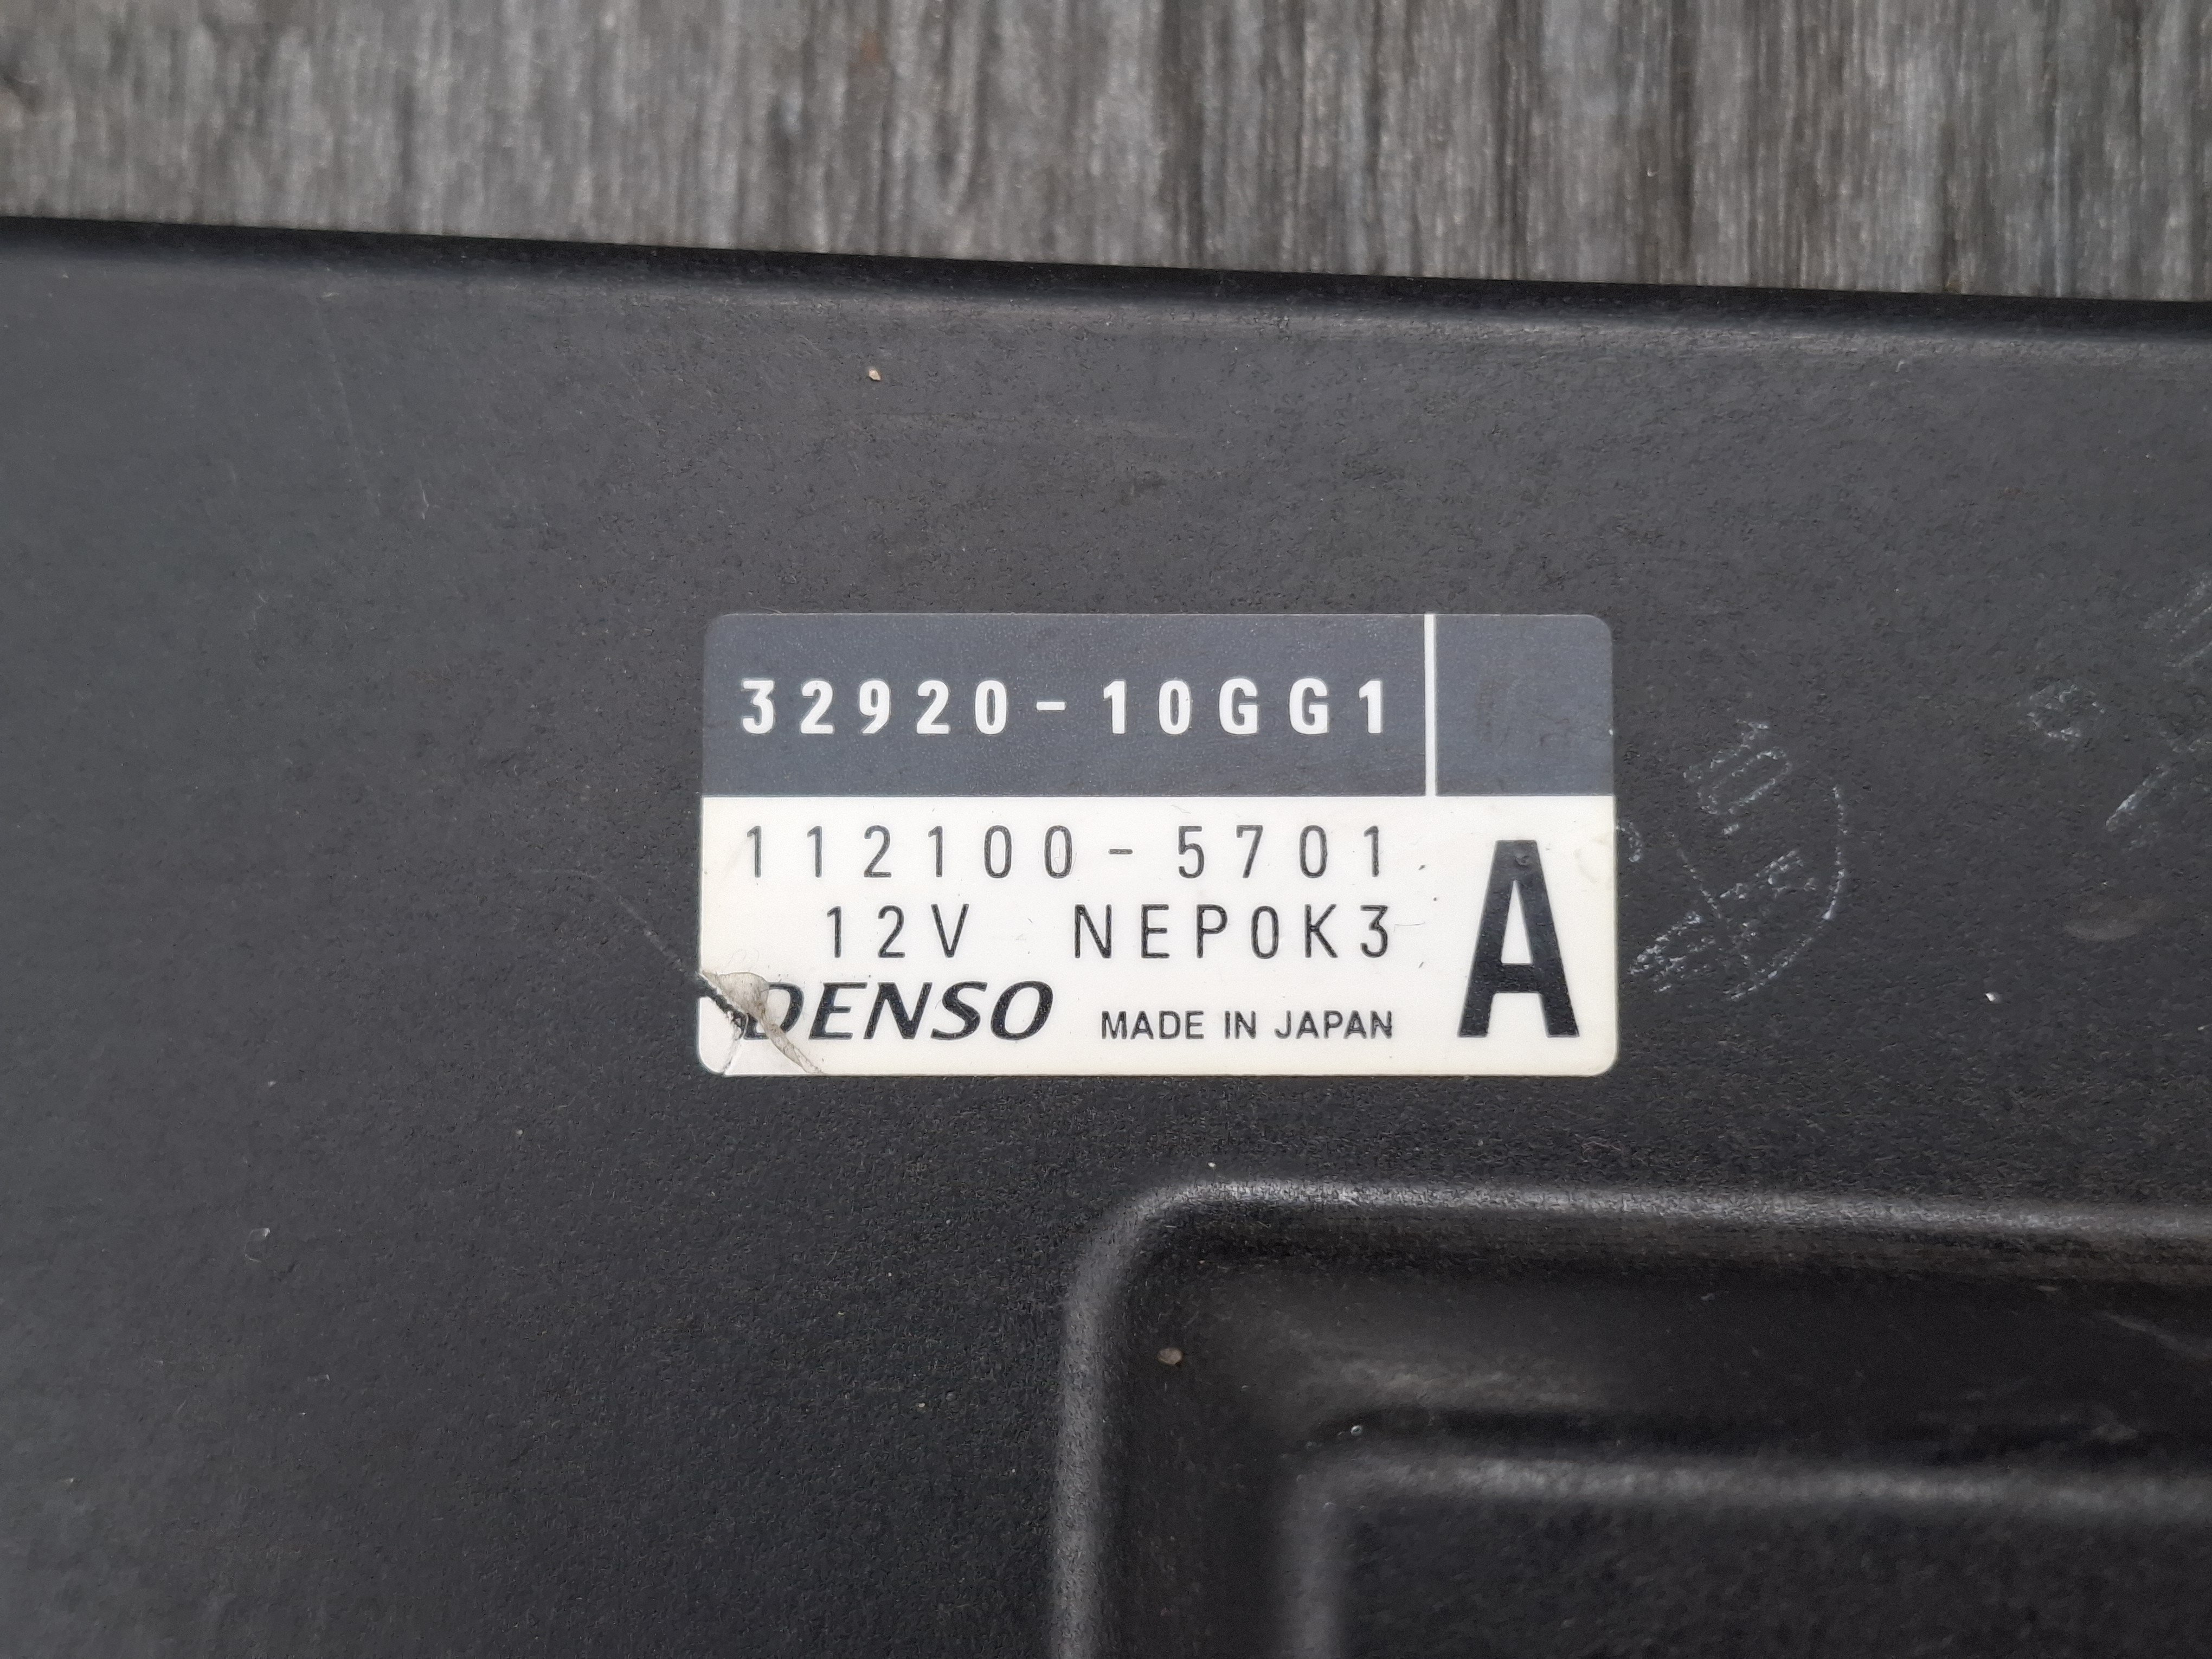 32920-10GG1
112100-5701
12V NEP0K3
A
DENSO MADE IN JAPAN